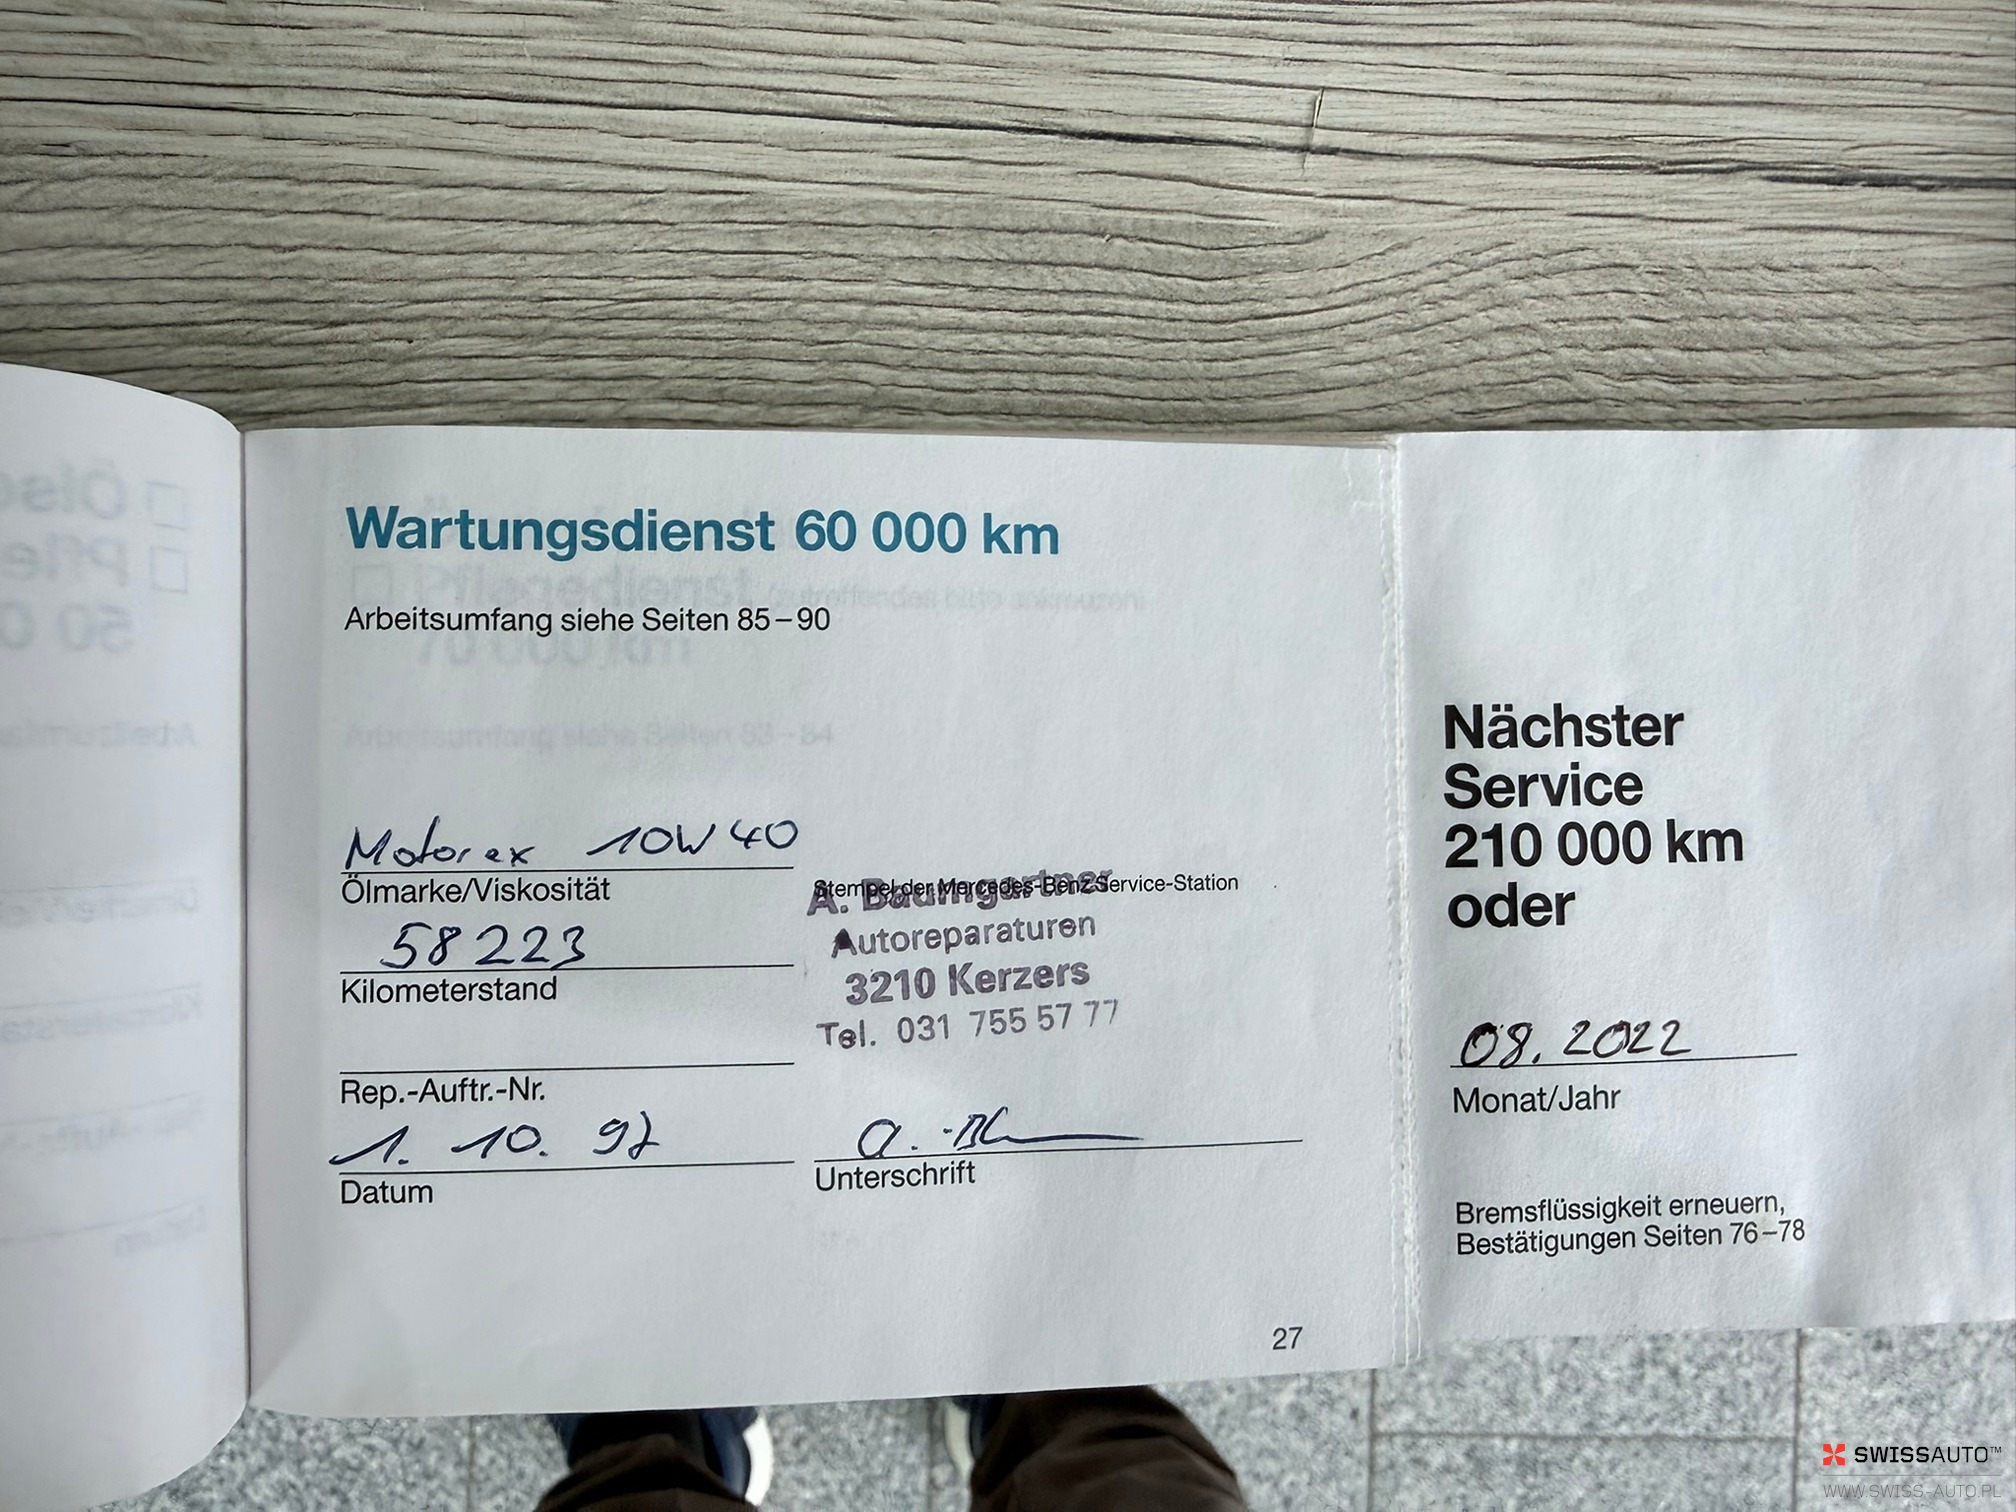 Wartungsdienst 60 000 km
Arbeitsumfang siehe Seiten 85–90
Motorex 10W40
Ölmarke/Viskosität
58223
Kilometerstand
Rep.-Auftr.-Nr.
1. 10. 97
Datum
Stempel der Mercedes-Benz Service-Station
A. Baumgartner
Autoreparaturen
3210 Kerzers
Tel. 031 755 57 77
Unterschrift
27
Nächster
Service
210 000 km
oder
08.2022
Monat/Jahr
Bremsflüssigkeit erneuern,
Bestätigungen Seiten 76–78
SWISSAUTO™
WWW.SWISS-AUTO.PL